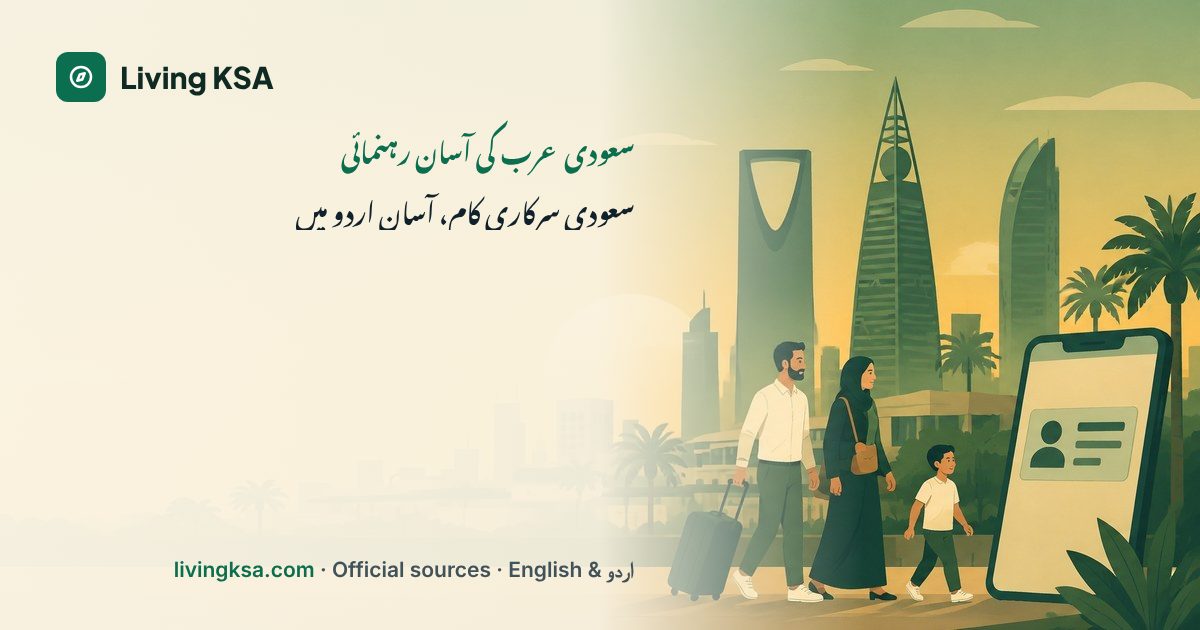 Living KSA
سعودی عرب کی آسان رہنمائی
سعودی سرکاری کام، آسان اردو میں
livingksa.com · Official sources · English & اردو